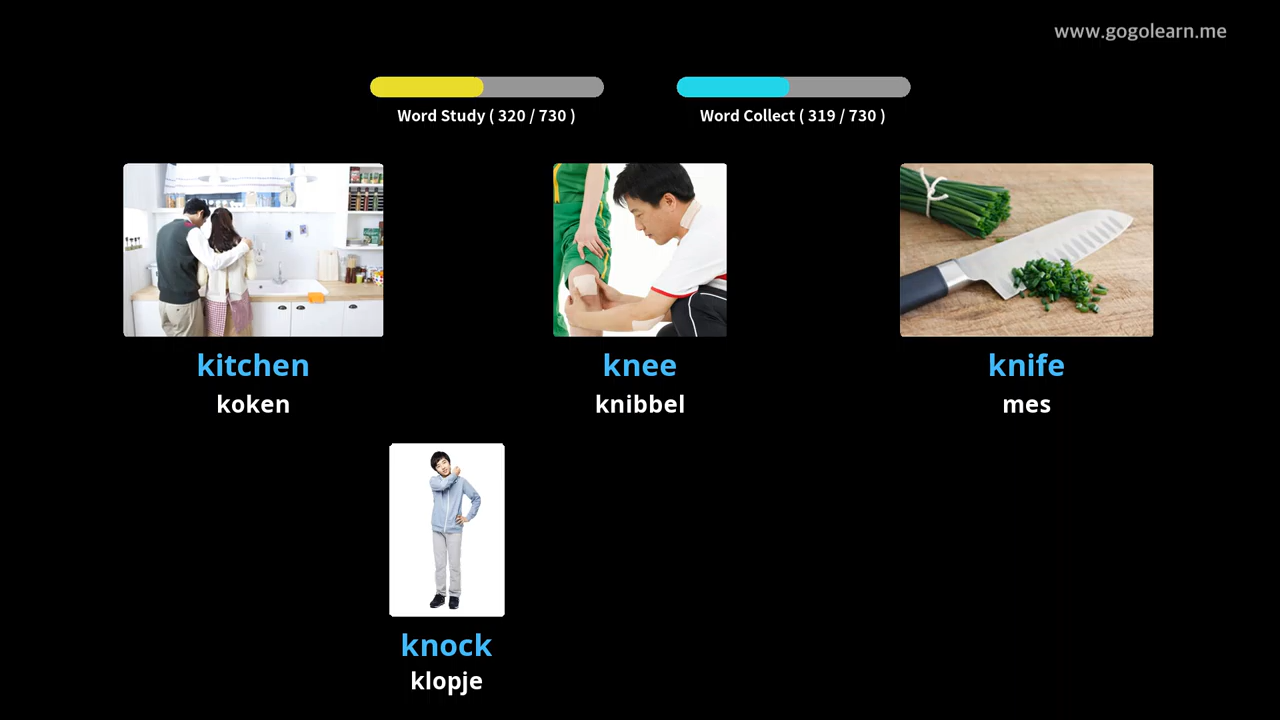 www.gogolearn.me
Word Study ( 320 / 730 )
Word Collect ( 319 / 730 )
kitchen
koken
knee
knibbel
knife
mes
knock
klopje